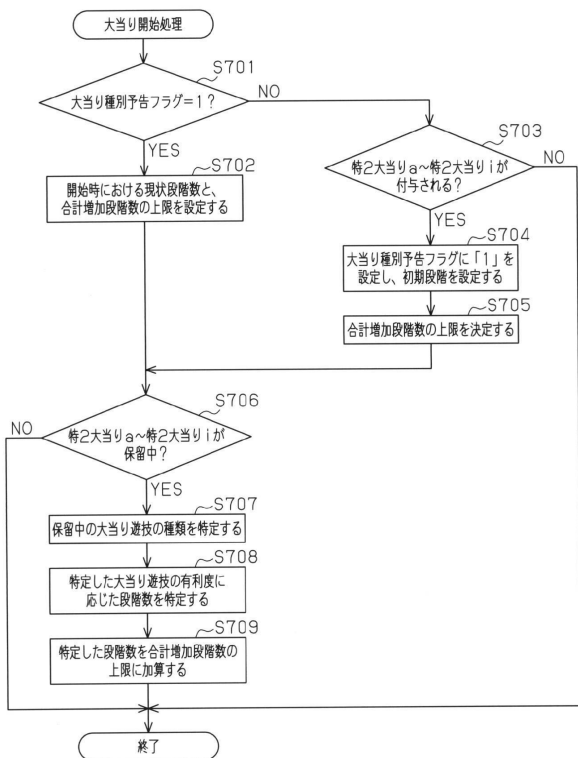 大当り開始処理
S701
大当り種別予告フラグ=1?
NO
YES
S702
開始時における現状段階数と、
合計増加段階数の上限を設定する
S703
特2大当りa~特2大当りiが
付与される?
NO
YES
S704
大当り種別予告フラグに「1」を
設定し、初期段階を設定する
S705
合計増加段階数の上限を決定する
S706
NO
特2大当りa~特2大当りiが
保留中?
YES
S707
保留中の大当り遊技の種類を特定する
S708
特定した大当り遊技の有利度に
応じた段階数を特定する
S709
特定した段階数を合計増加段階数の
上限に加算する
終了